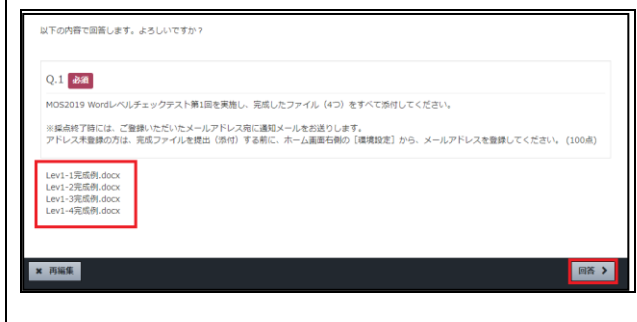 以下の内容で回答します。よろしいですか？
Q.1 必須
MOS2019 Wordレベルチェックテスト第1回を実施し、完成したファイル（4つ）をすべて添付してください。
※採点終了時には、ご登録いただいたメールアドレス宛に通知メールをお送りします。
アドレス未登録の方は、完成ファイルを提出（添付）する前に、ホーム画面右側の［環境設定］から、メールアドレスを登録してください。(100点)
Lev1-1完成例.docx
Lev1-2完成例.docx
Lev1-3完成例.docx
Lev1-4完成例.docx
× 再編集
回答 >